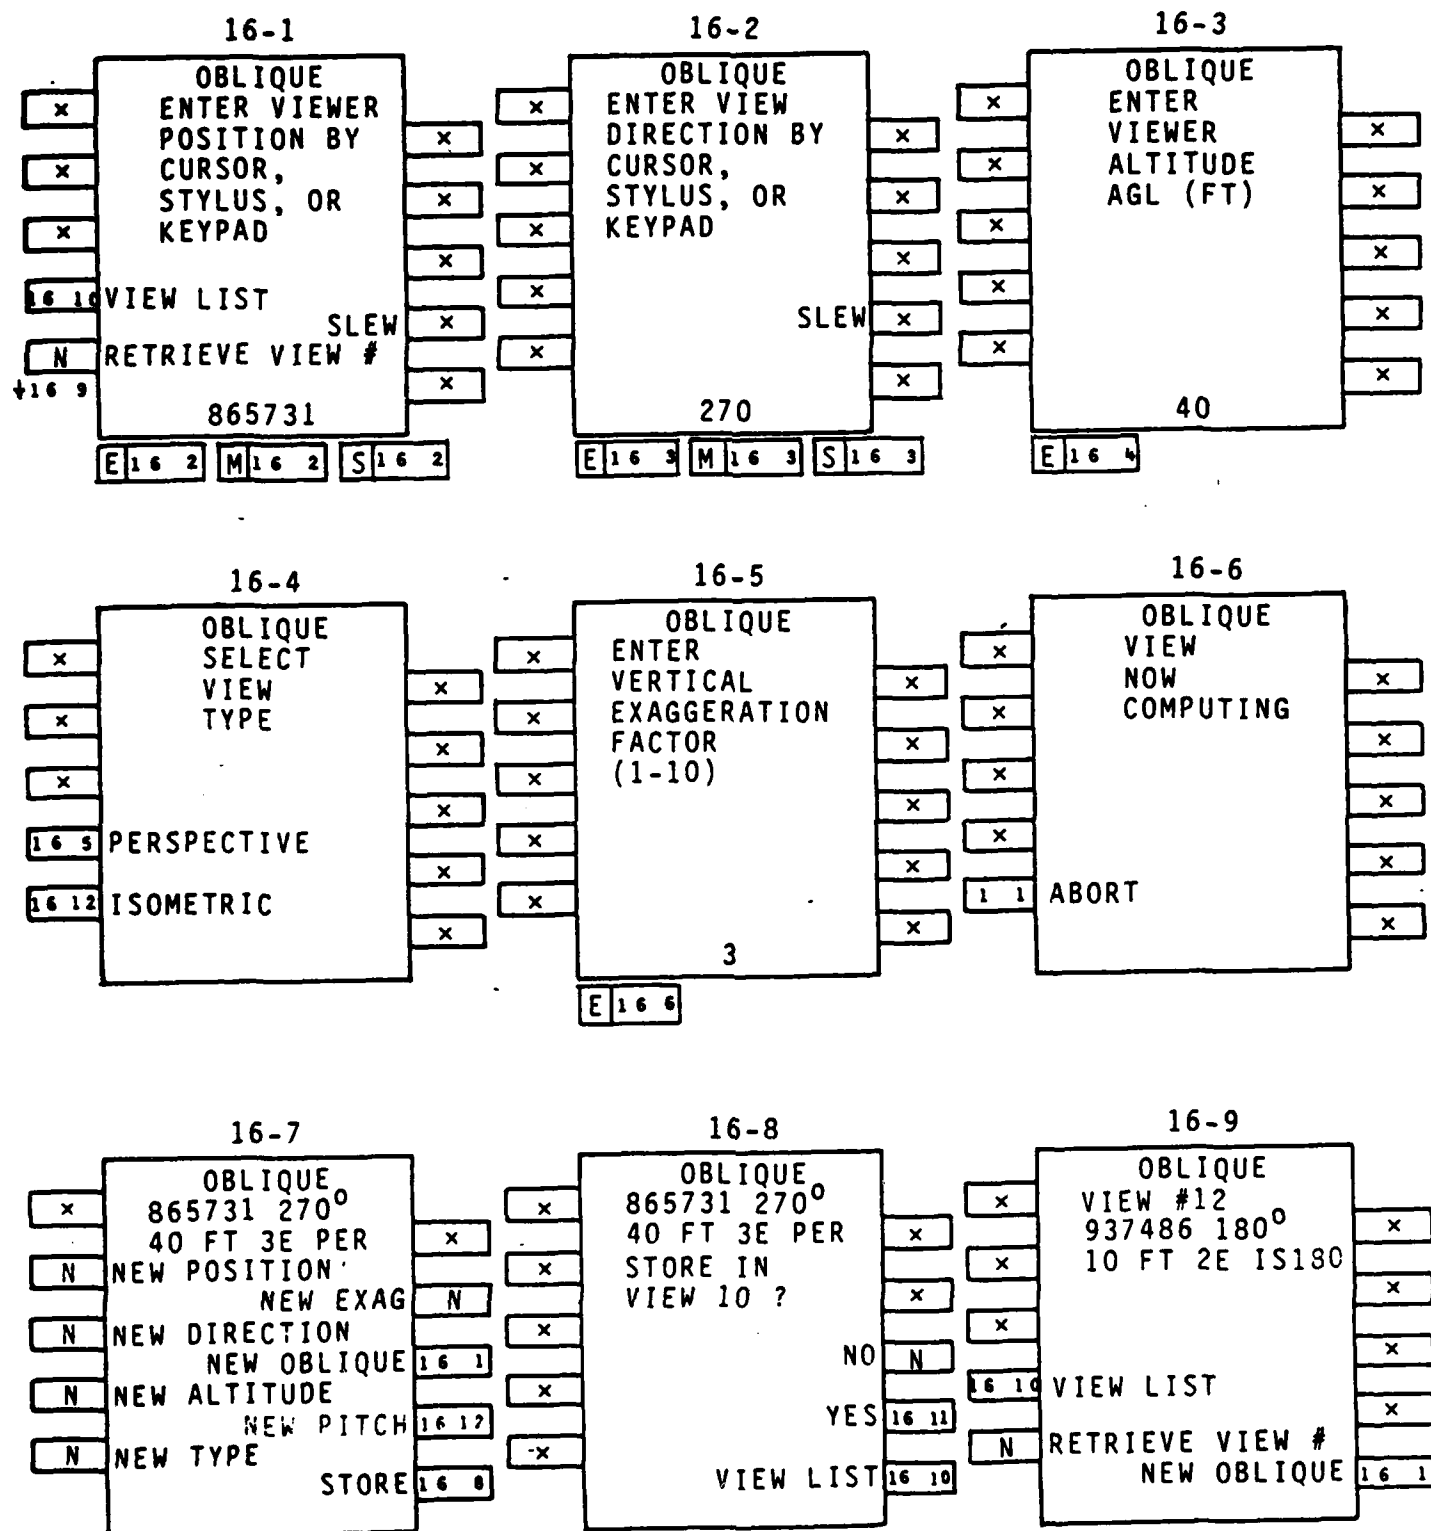 16-1
OBLIQUE
x ENTER VIEWER
POSITION BY x
x CURSOR,
STYLUS, OR x
x KEYPAD
x
16 10 VIEW LIST
SLEW x
N RETRIEVE VIEW #
↓16 9 x
865731
E 16 2 M 16 2 S 16 2
16-2
OBLIQUE
x ENTER VIEW
DIRECTION BY x
x CURSOR,
STYLUS, OR x
x KEYPAD
x
x
SLEW x
x
x
270
E 16 3 M 16 3 S 16 3
16-3
OBLIQUE
x ENTER
VIEWER x
x ALTITUDE
AGL (FT) x
x
x
x
x
x
x
40
E 16 4
16-4
OBLIQUE
x SELECT
VIEW x
x TYPE
x
x
x
16 5 PERSPECTIVE
x
16 12 ISOMETRIC
x
16-5
OBLIQUE
x ENTER
VERTICAL x
x EXAGGERATION
FACTOR x
x (1-10)
x
x
x
x
x
3
E 16 6
16-6
OBLIQUE
x VIEW
NOW x
x COMPUTING
x
x
x
x
x
1 1 ABORT
x
16-7
OBLIQUE
x 865731 270°
40 FT 3E PER x
N NEW POSITION
NEW EXAG N
N NEW DIRECTION
NEW OBLIQUE 16 1
N NEW ALTITUDE
NEW PITCH 16 12
N NEW TYPE
STORE 16 8
16-8
OBLIQUE
x 865731 270°
40 FT 3E PER x
x STORE IN
VIEW 10 ? x
x
NO N
x
YES 16 11
x
VIEW LIST 16 10
16-9
OBLIQUE
x VIEW #12
937486 180° x
x 10 FT 2E IS180
x
x
x
16 10 VIEW LIST
x
N RETRIEVE VIEW #
NEW OBLIQUE 16 1